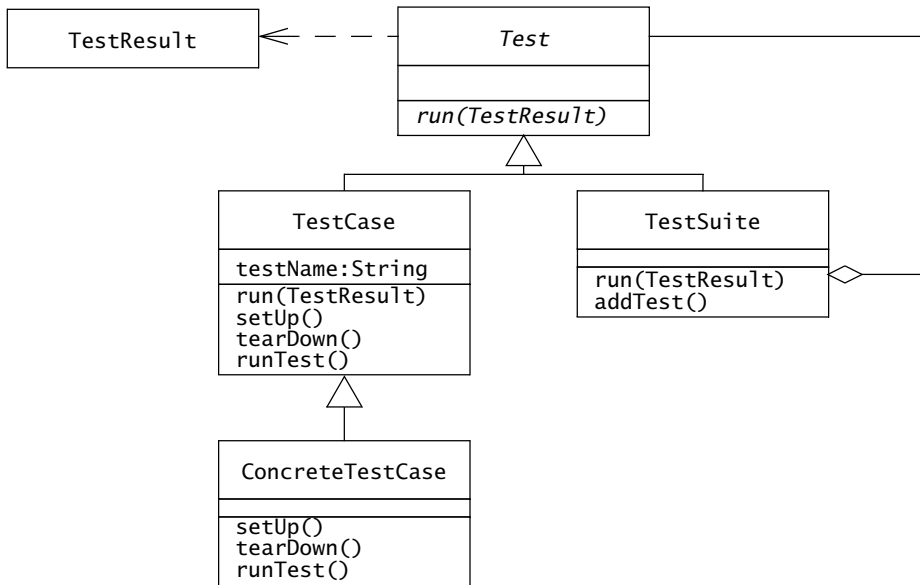 TestResult
Test
run(TestResult)
TestCase
testName:String
run(TestResult)
setUp()
tearDown()
runTest()
TestSuite
run(TestResult)
addTest()
ConcreteTestCase
setUp()
tearDown()
runTest()